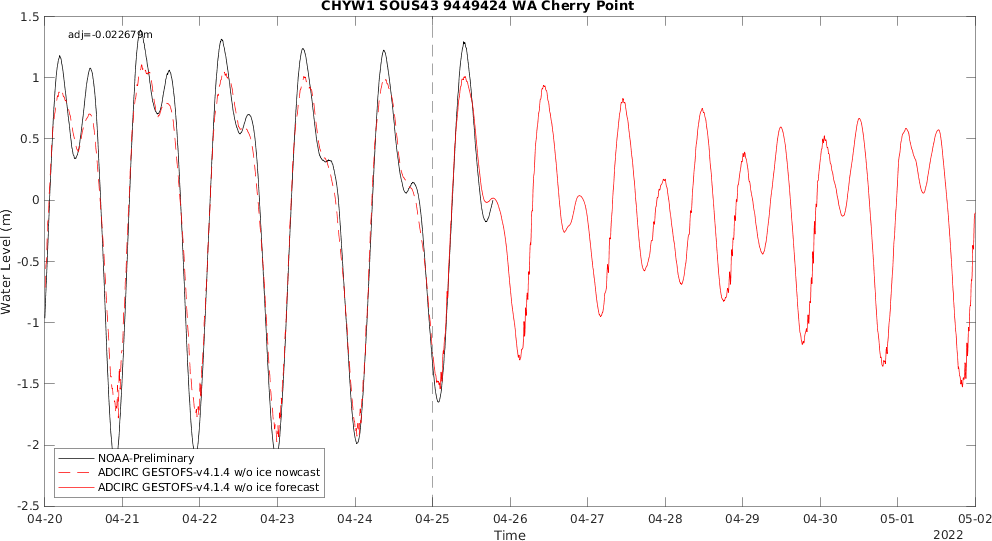 CHYW1 SOUS43 9449424 WA Cherry Point
adj=-0.022679m
1.5
1
0.5
0
-0.5
-1
-1.5
-2
-2.5
Water Level (m)
NOAA-Preliminary
ADCIRC GESTOFS-v4.1.4 w/o ice nowcast
ADCIRC GESTOFS-v4.1.4 w/o ice forecast
04-20 04-21 04-22 04-23 04-24 04-25 04-26 04-27 04-28 04-29 04-30 05-01 05-02
Time
2022